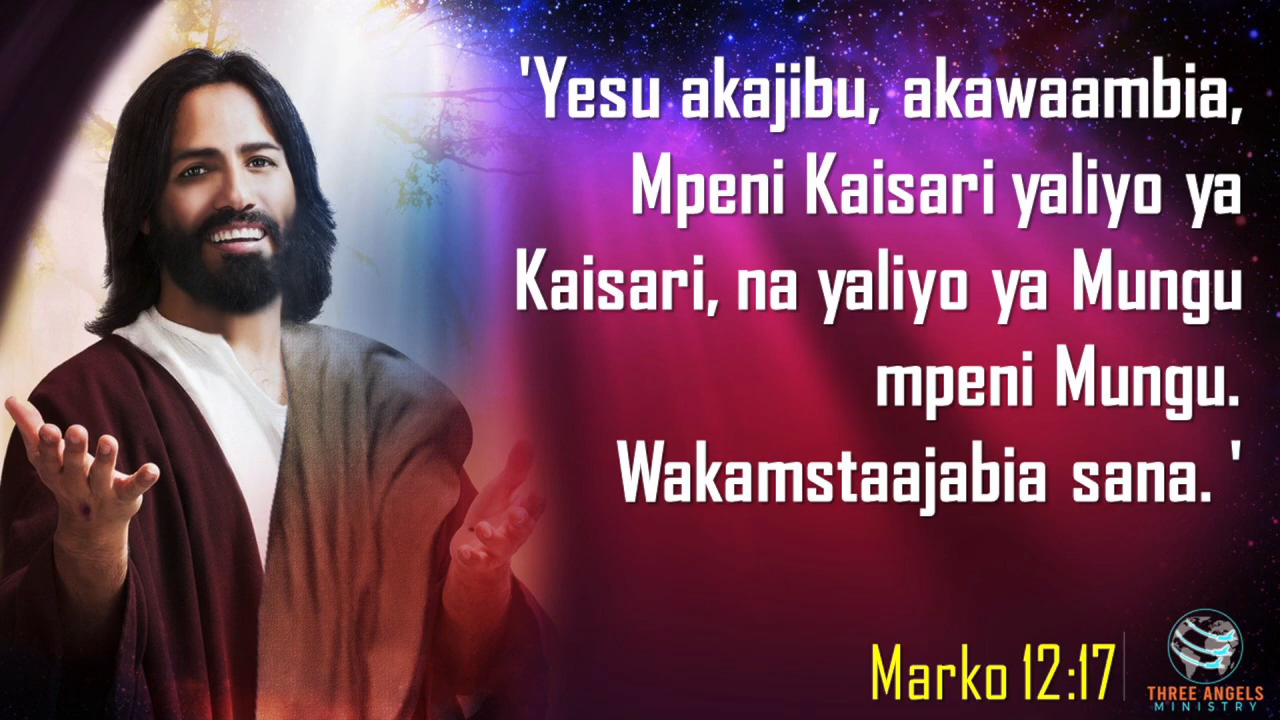 'Yesu akajibu, akawaambia,
Mpeni Kaisari yaliyo ya
Kaisari, na yaliyo ya Mungu
mpeni Mungu.
Wakamstaajabia sana. '
Marko 12:17
THREE ANGELS
MINISTRY